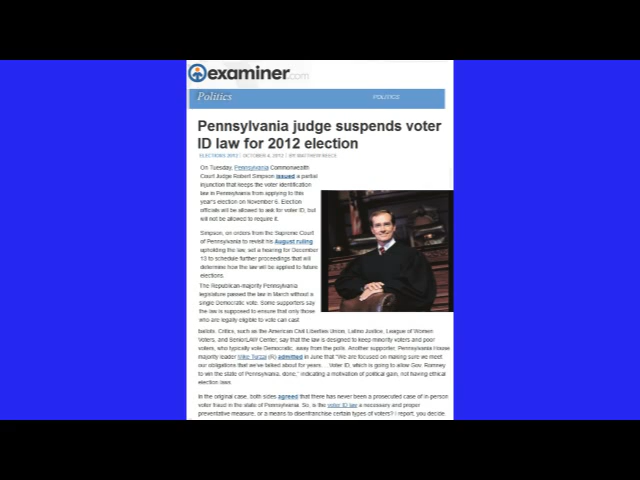 examiner.com
Politics POLITICS
Pennsylvania judge suspends voter
ID law for 2012 election
ELECTIONS 2012 | OCTOBER 4, 2012 | BY MATTHEW
On Tuesday, Pennsylvania Commonwealth
Court Judge Robert Simpson issued a partial
injunction that keeps the voter identification
law in Pennsylvania from applying to this
year's election on November 6. Election
officials will be allowed to ask for voter ID, but
will not be allowed to require it.
Simpson, on orders from the Supreme Court
of Pennsylvania to revisit his August ruling
upholding the law, set a hearing for December
13 to schedule further proceedings that will
determine how the law will be applied to future
elections.
The Republican-majority Pennsylvania
legislature passed the law in March without a
single Democratic vote. Some supporters say
the law is supposed to ensure that only those
who are legally eligible to vote can cast
ballots. Critics, such as the American Civil Liberties Union, Latino Justice, League of Women
Voters, and SeniorLAW Center, say that the law is designed to keep minority voters and poor
voters, who typically vote Democratic, away from the polls. Another supporter, Pennsylvania House
majority leader Mike Turzai (R) admitted in June that "We are focused on making sure we meet
our obligations that we've talked about for years ... Voter ID, which is going to allow Gov. Romney
to win the state of Pennsylvania, done," indicating a motivation of political gain, not having ethical
election laws.
In the original case, both sides agreed that there has never been a prosecuted case of in-person
voter fraud in the state of Pennsylvania. So, is the voter ID law a necessary and proper
preventative measure, or a means to disenfranchise certain types of voters? I report, you decide.